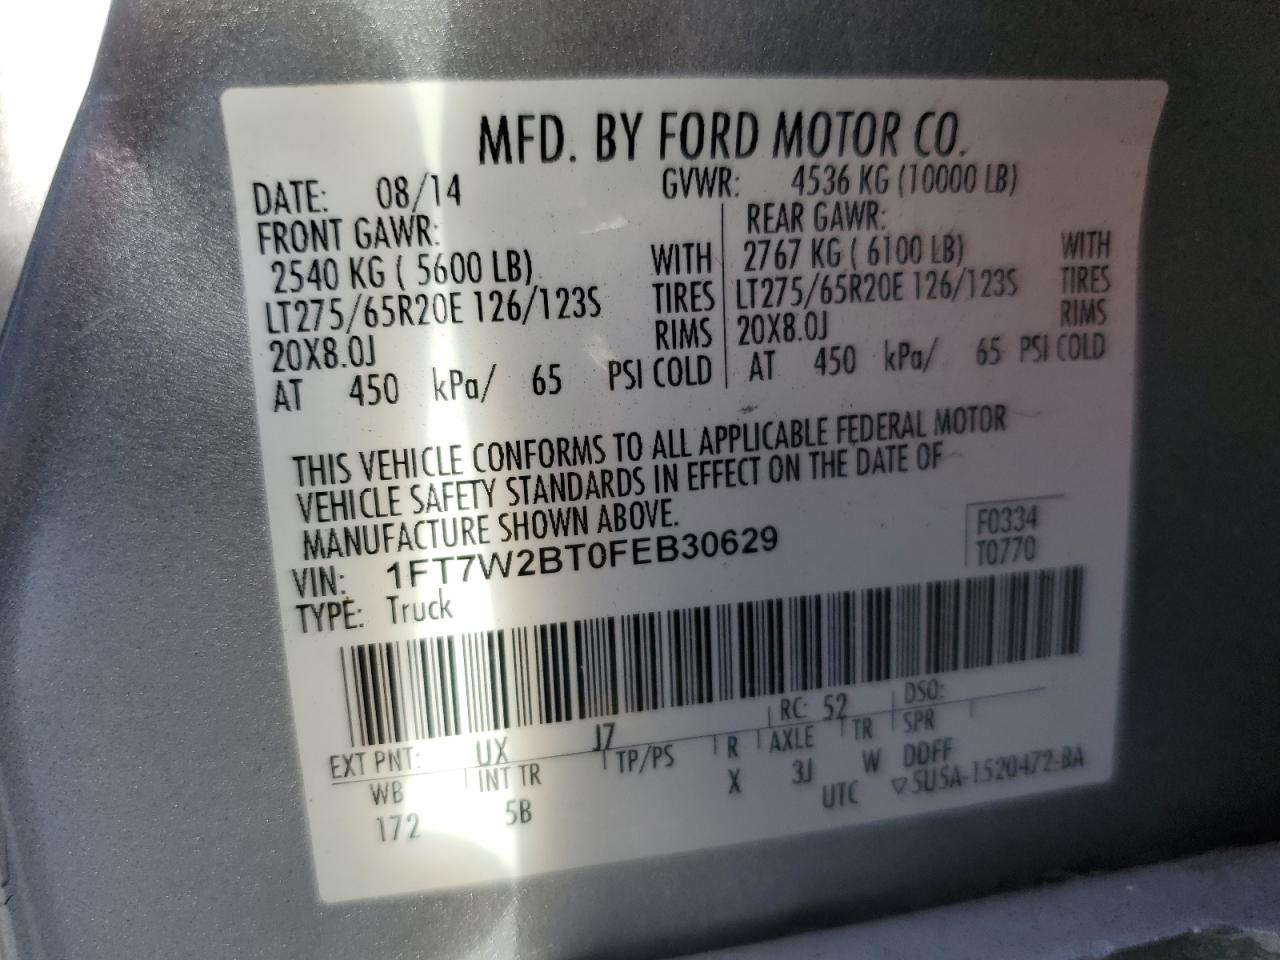 MFD. BY FORD MOTOR CO.
DATE: 08/14 GVWR: 4536 KG (10000 LB)
FRONT GAWR: REAR GAWR:
2540 KG ( 5600 LB) WITH 2767 KG ( 6100 LB) WITH
LT275/65R20E 126/123S TIRES LT275/65R20E 126/123S TIRES
20X8.0J RIMS 20X8.0J RIMS
AT 450 kPa/ 65 PSI COLD AT 450 kPa/ 65 PSI COLD
THIS VEHICLE CONFORMS TO ALL APPLICABLE FEDERAL MOTOR
VEHICLE SAFETY STANDARDS IN EFFECT ON THE DATE OF
MANUFACTURE SHOWN ABOVE.
F0334
VIN: 1FT7W2BT0FEB30629
T0770
TYPE: Truck
EXT PNT: UX J7 RC: 52 DSO:
WB INT TR TP/PS R AXLE TR SPR
172 5B X 3J W DDFF
UTC ▽5U5A-1520472-BA